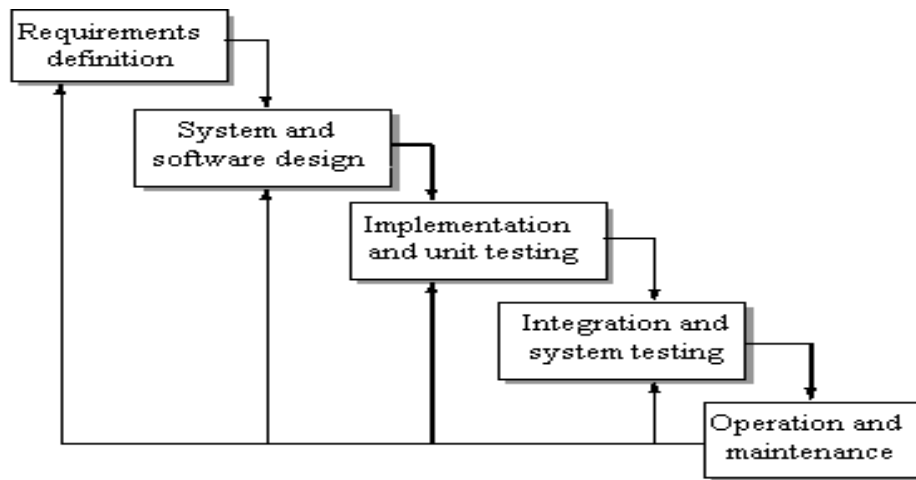 Requirements
definition
System and
software design
Implementation
and unit testing
Integration and
system testing
Operation and
maintenance